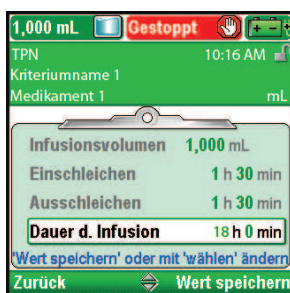 1,000 mL Gestoppt
TPN 10:16 AM
Kriteriumname 1
Medikament 1 mL
Infusionsvolumen 1,000 mL
Einschleichen 1 h 30 min
Ausschleichen 1 h 30 min
Dauer d. Infusion 18 h 0 min
'Wert speichern' oder mit 'wählen' ändern
Zurück Wert speichern